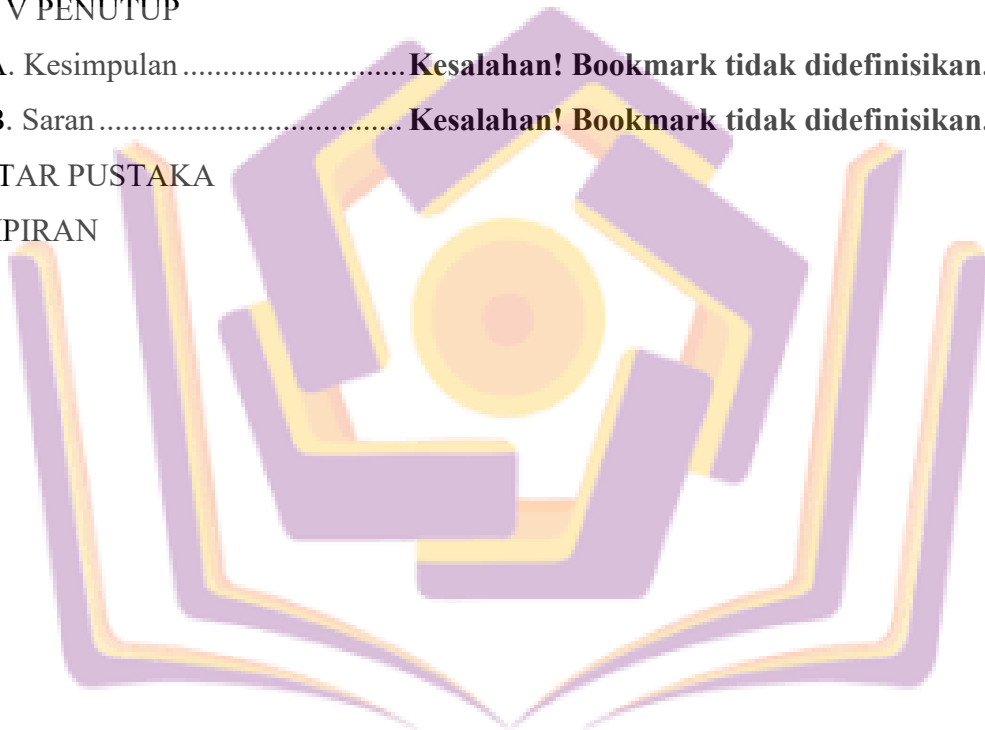 V PENUTUP
A. Kesimpulan ........................... Kesalahan! Bookmark tidak didefinisikan.
B. Saran ..................................... Kesalahan! Bookmark tidak didefinisikan.
TAR PUSTAKA
PIRAN